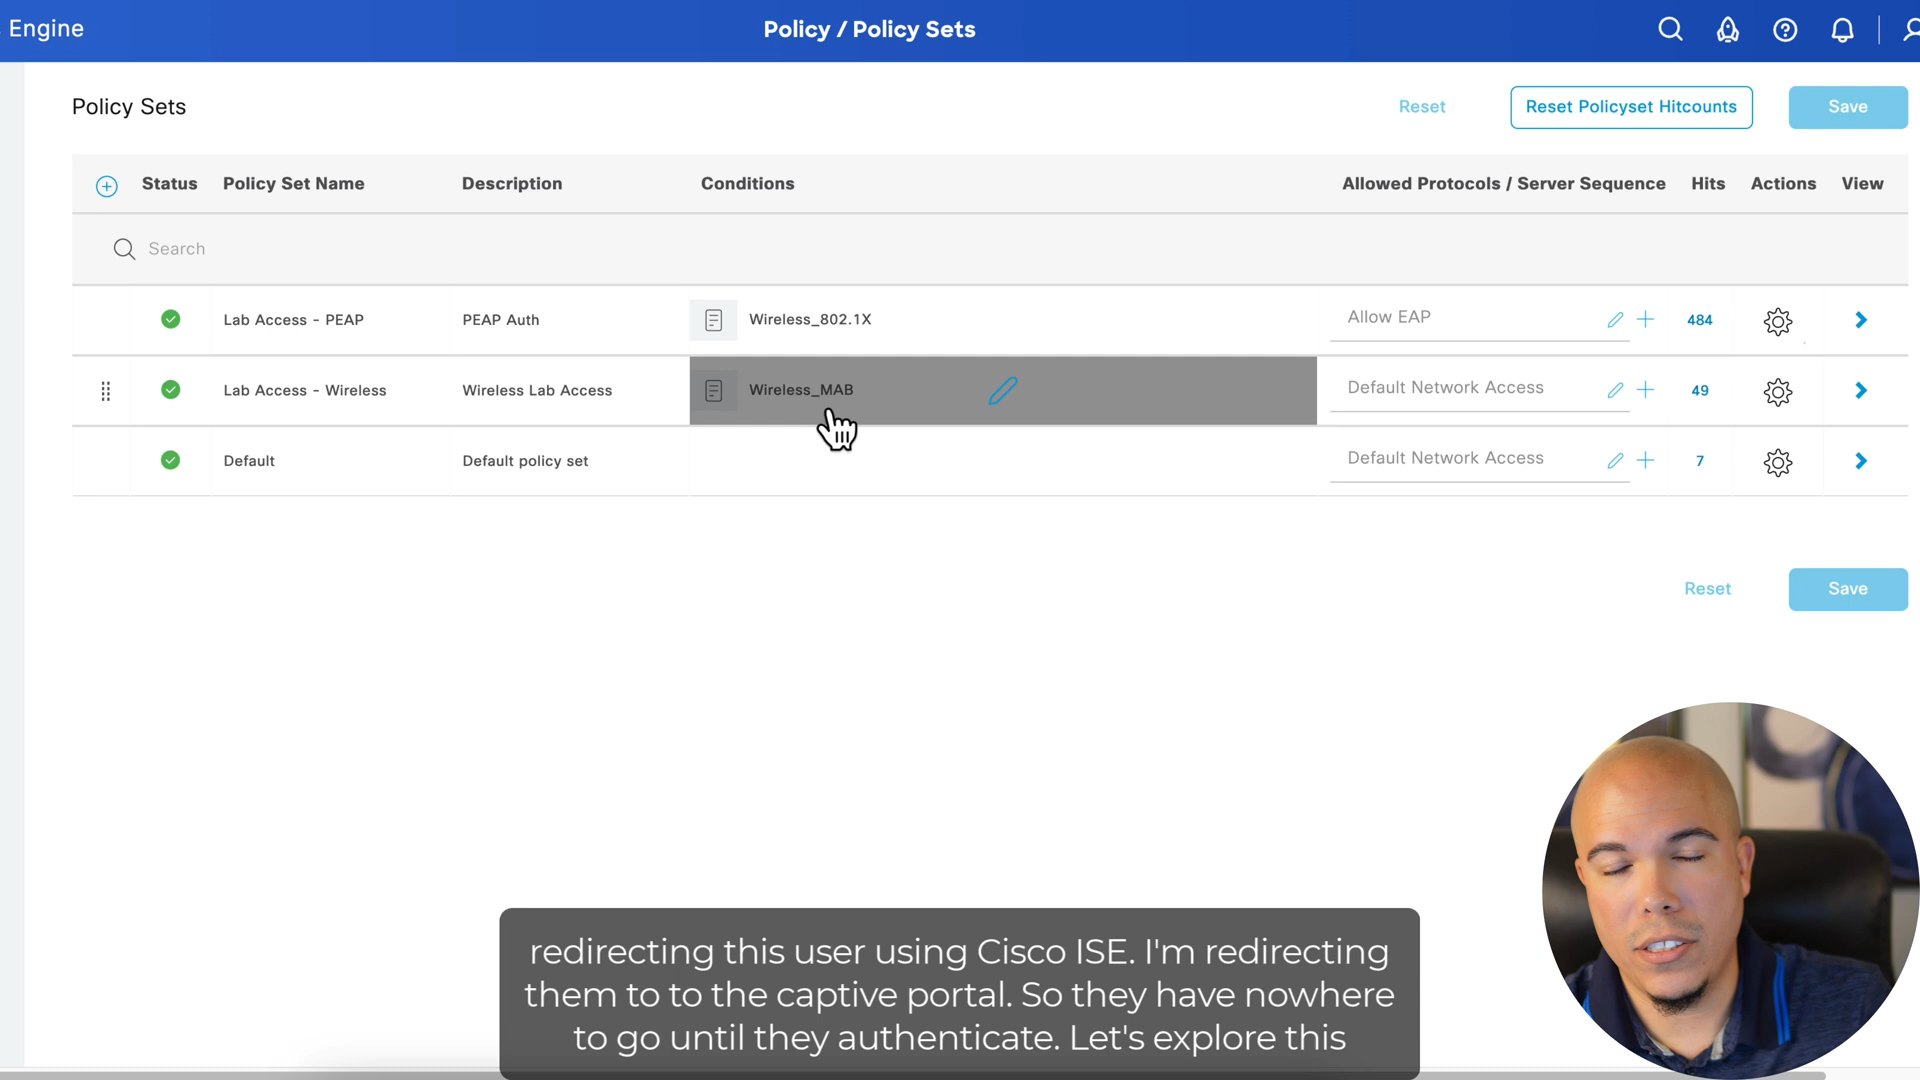 Engine
Policy / Policy Sets
Policy Sets
Reset
Reset Policyset Hitcounts
Save
Status Policy Set Name Description Conditions Allowed Protocols / Server Sequence Hits Actions View
Search
Lab Access - PEAP PEAP Auth Wireless_802.1X Allow EAP 484
Lab Access - Wireless Wireless Lab Access Wireless_MAB Default Network Access 49
Default Default policy set Default Network Access 7
Reset
Save
redirecting this user using Cisco ISE. I'm redirecting
them to to the captive portal. So they have nowhere
to go until they authenticate. Let's explore this